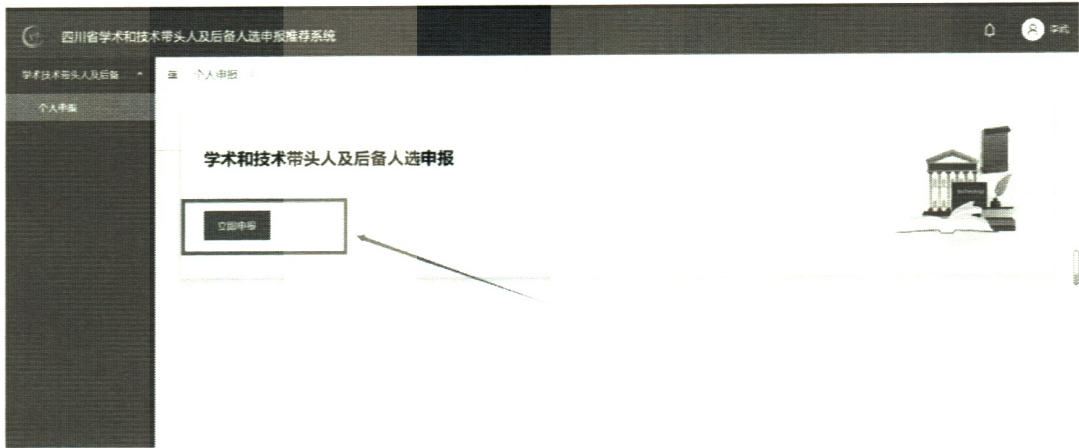 四川省学术和技术带头人及后备人选申报推荐系统
李武
学术技术带头人及后备
个人申报
个人申报
学术和技术带头人及后备人选申报
立即申报